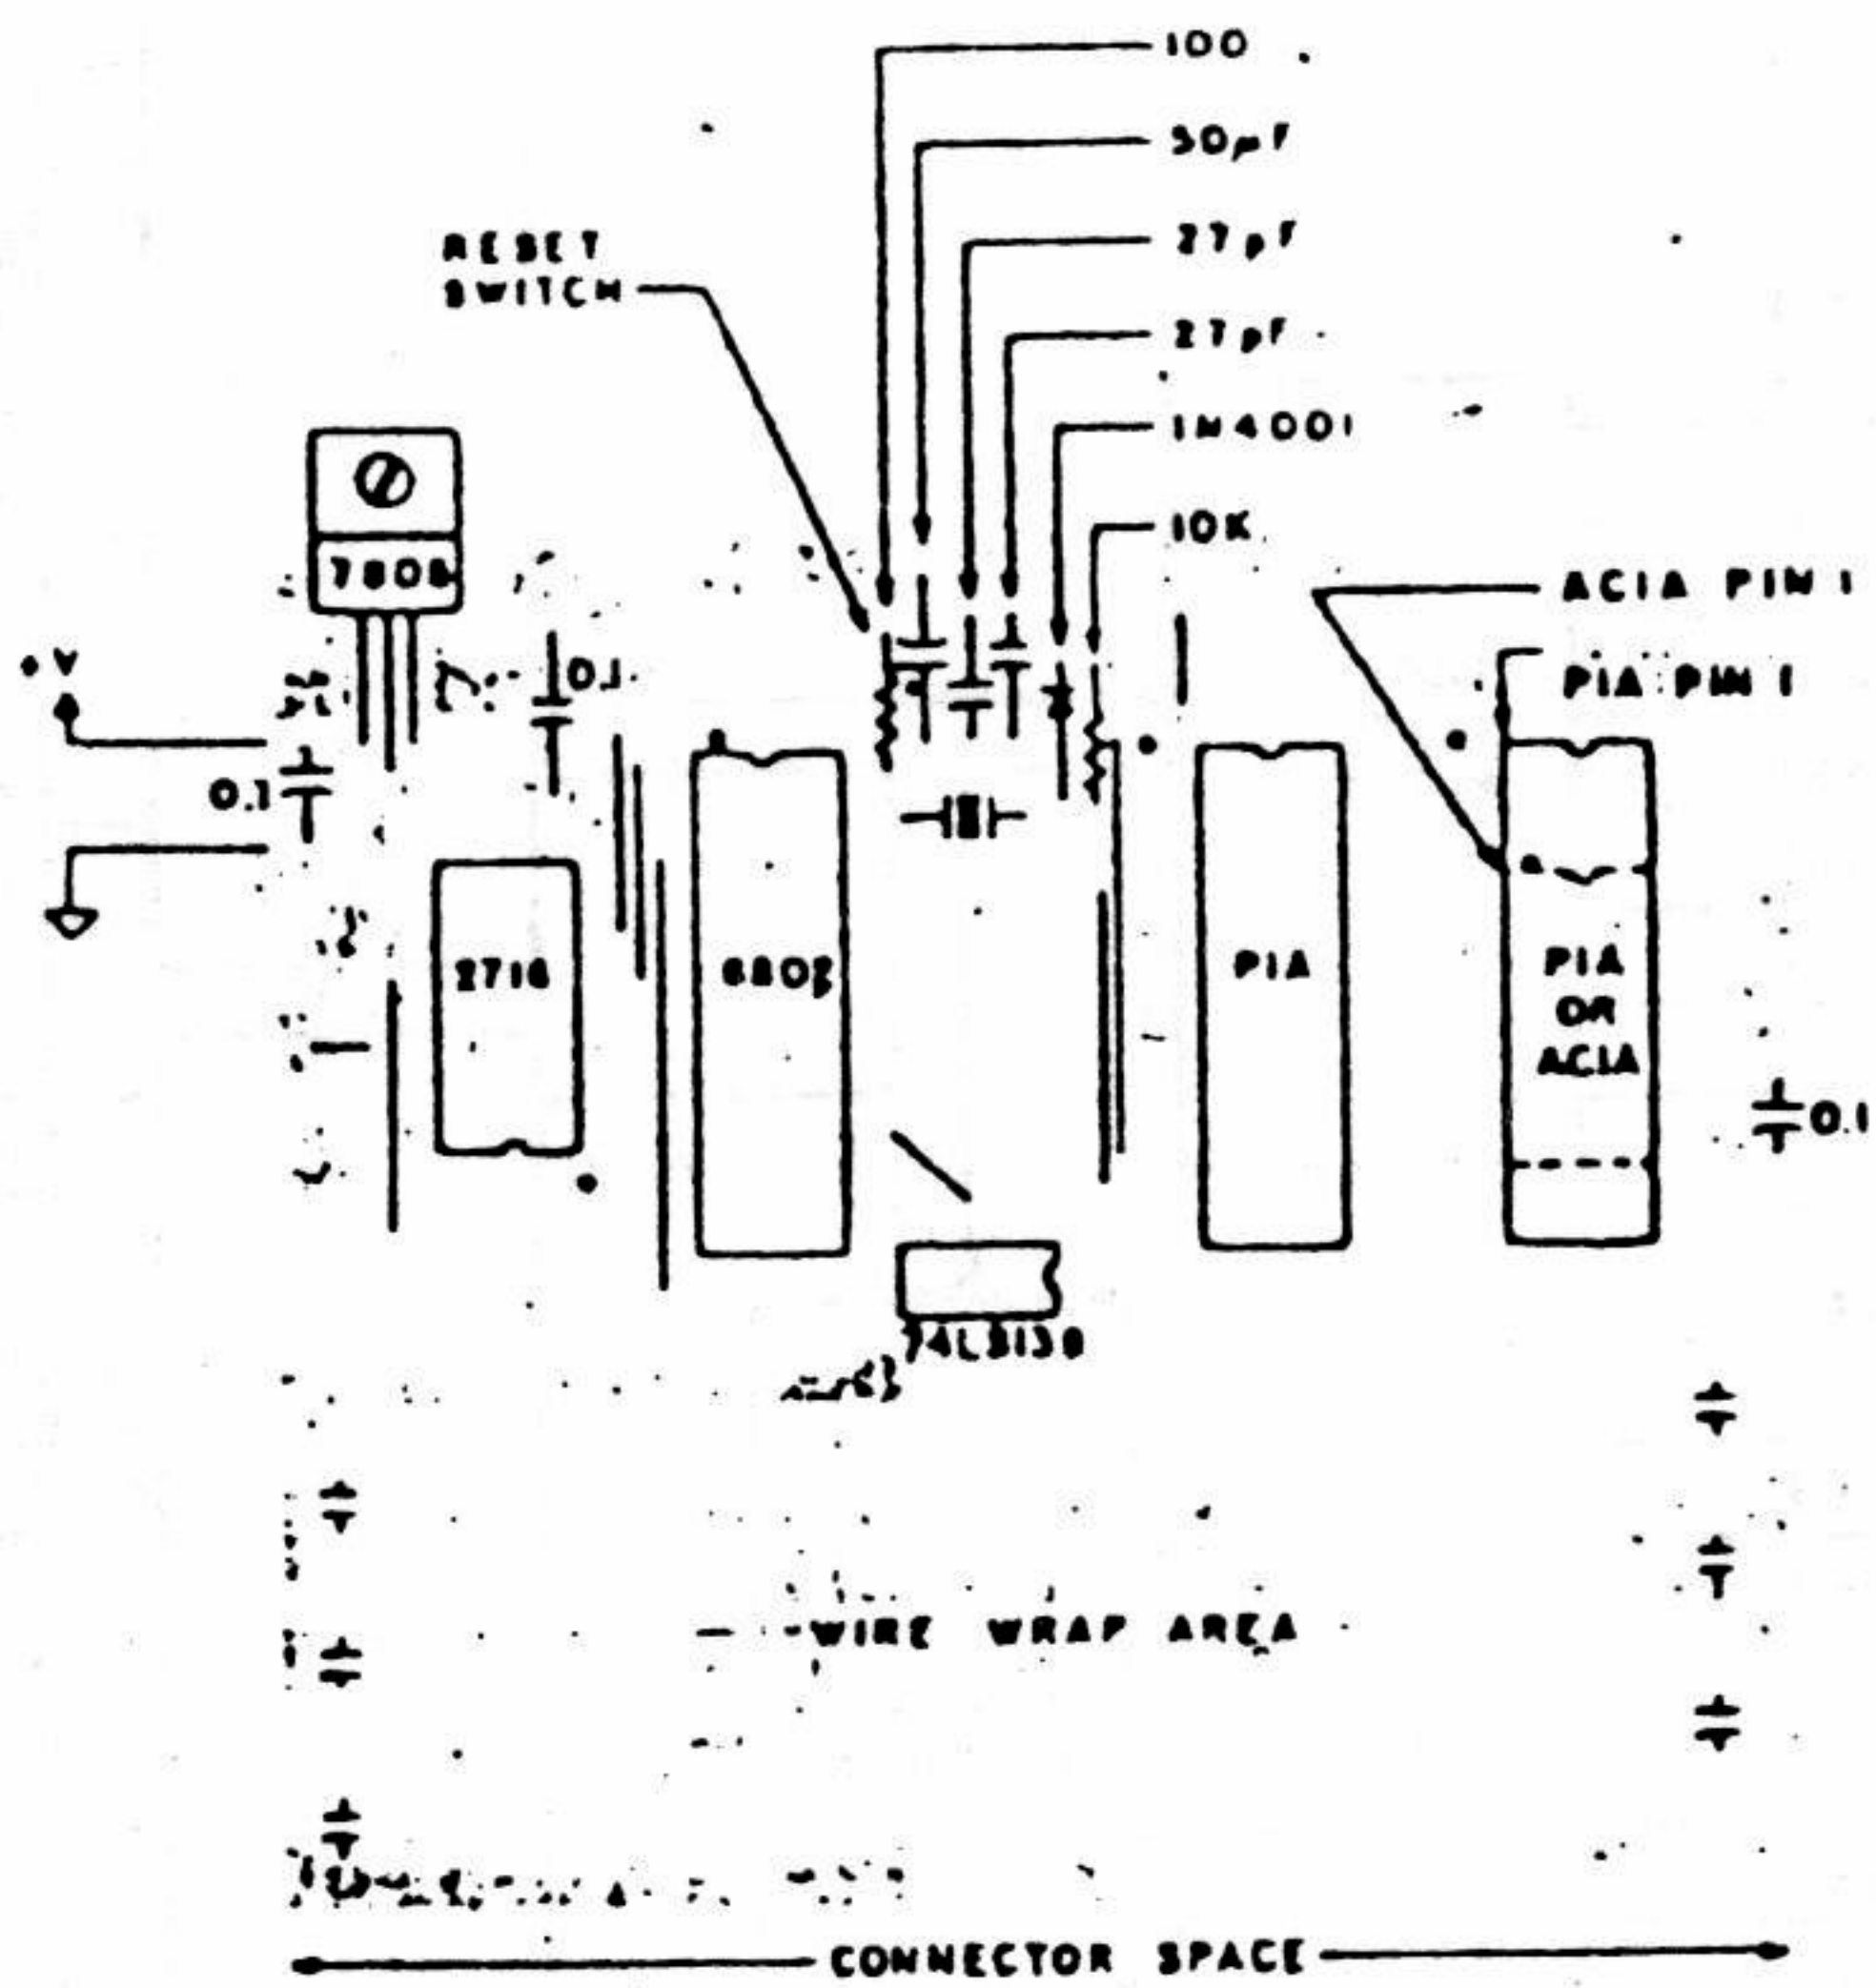 100
50µF
27pF
RESET
SWITCH
27pF
1N4001
10K
7805
ACIA PIN 1
+V
0.1
PIA PIN 1
0.1
2716
6802
PIA
PIA
OR
ACIA
0.1
74LS138
WIRE WRAP AREA
CONNECTOR SPACE